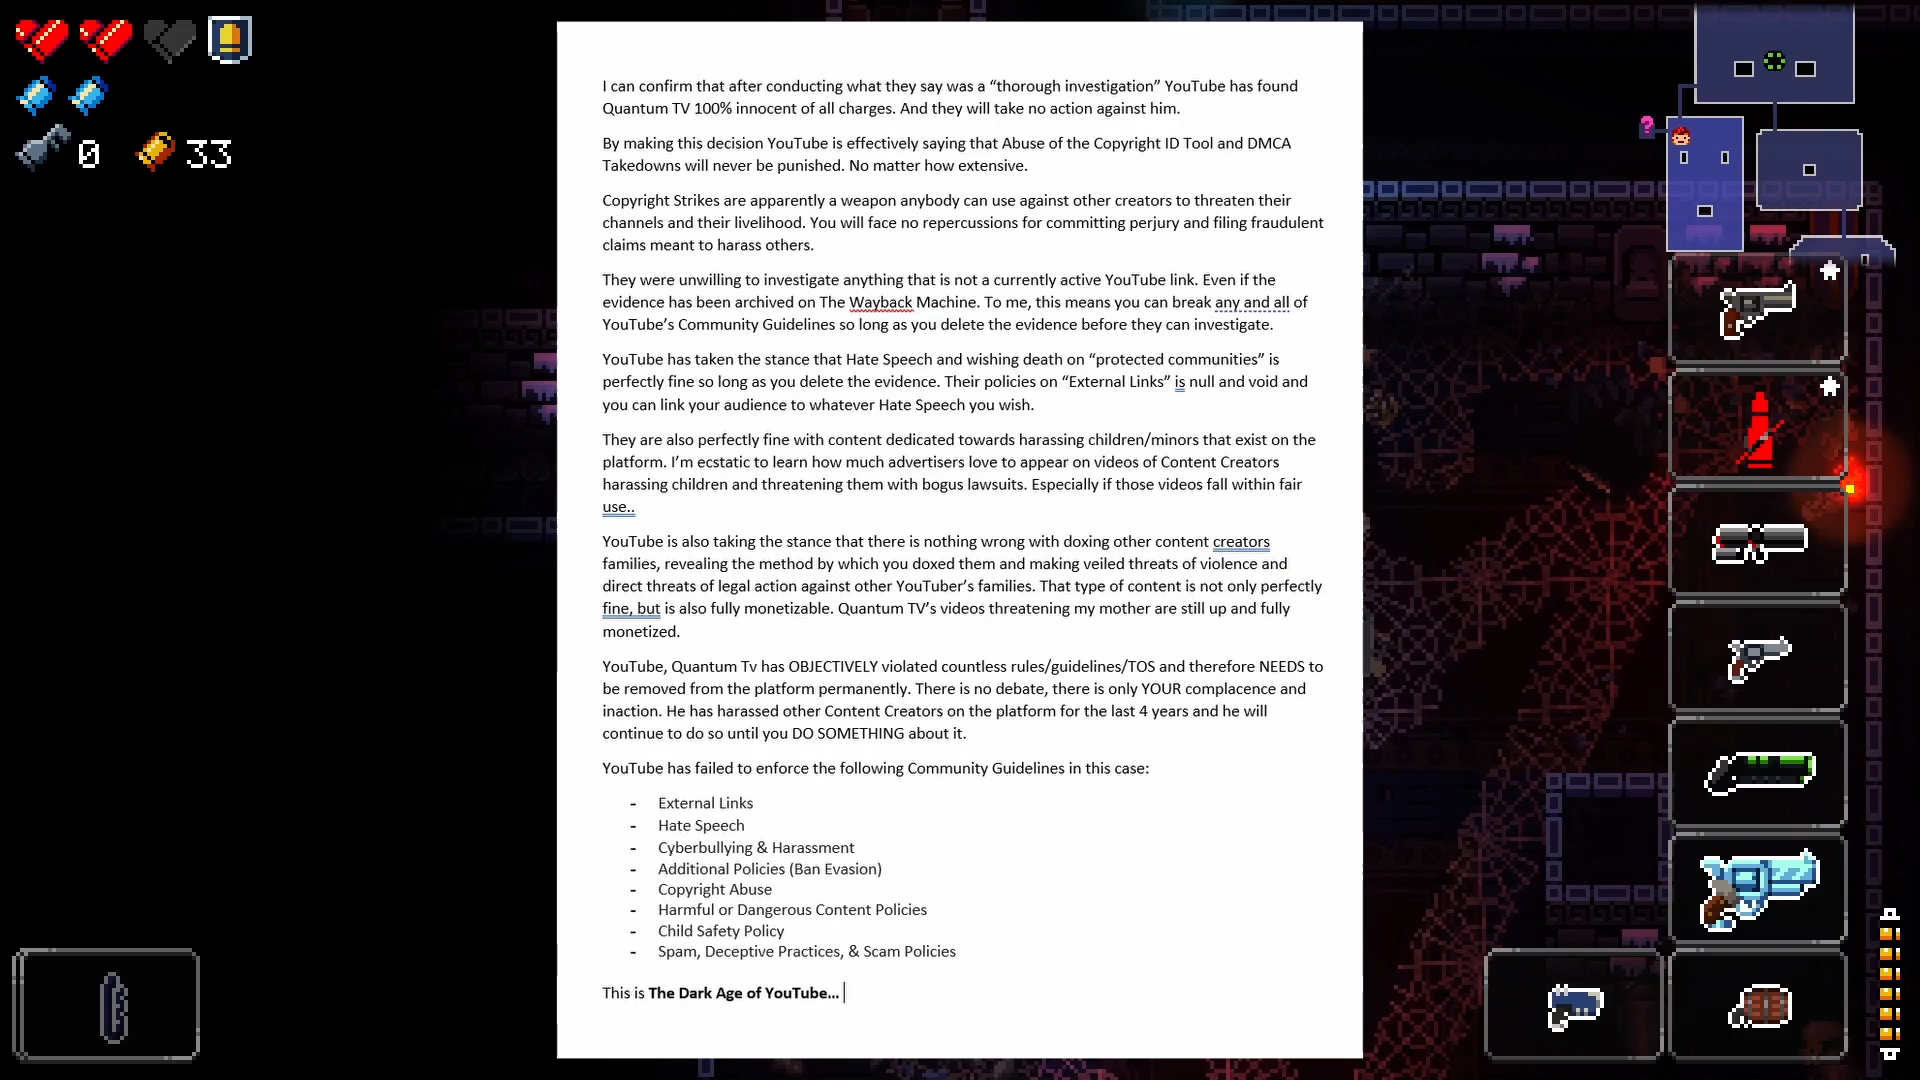 0 33
I can confirm that after conducting what they say was a “thorough investigation” YouTube has found
Quantum TV 100% innocent of all charges. And they will take no action against him.
By making this decision YouTube is effectively saying that Abuse of the Copyright ID Tool and DMCA
Takedowns will never be punished. No matter how extensive.
Copyright Strikes are apparently a weapon anybody can use against other creators to threaten their
channels and their livelihood. You will face no repercussions for committing perjury and filing fraudulent
claims meant to harass others.
They were unwilling to investigate anything that is not a currently active YouTube link. Even if the
evidence has been archived on The Wayback Machine. To me, this means you can break any and all of
YouTube’s Community Guidelines so long as you delete the evidence before they can investigate.
YouTube has taken the stance that Hate Speech and wishing death on “protected communities” is
perfectly fine so long as you delete the evidence. Their policies on “External Links” is null and void and
you can link your audience to whatever Hate Speech you wish.
They are also perfectly fine with content dedicated towards harassing children/minors that exist on the
platform. I’m ecstatic to learn how much advertisers love to appear on videos of Content Creators
harassing children and threatening them with bogus lawsuits. Especially if those videos fall within fair
use..
YouTube is also taking the stance that there is nothing wrong with doxing other content creators
families, revealing the method by which you doxed them and making veiled threats of violence and
direct threats of legal action against other YouTuber’s families. That type of content is not only perfectly
fine, but is also fully monetizable. Quantum TV’s videos threatening my mother are still up and fully
monetized.
YouTube, Quantum Tv has OBJECTIVELY violated countless rules/guidelines/TOS and therefore NEEDS to
be removed from the platform permanently. There is no debate, there is only YOUR complacence and
inaction. He has harassed other Content Creators on the platform for the last 4 years and he will
continue to do so until you DO SOMETHING about it.
YouTube has failed to enforce the following Community Guidelines in this case:
- External Links
- Hate Speech
- Cyberbullying & Harassment
- Additional Policies (Ban Evasion)
- Copyright Abuse
- Harmful or Dangerous Content Policies
- Child Safety Policy
- Spam, Deceptive Practices, & Scam Policies
This is The Dark Age of YouTube...
?